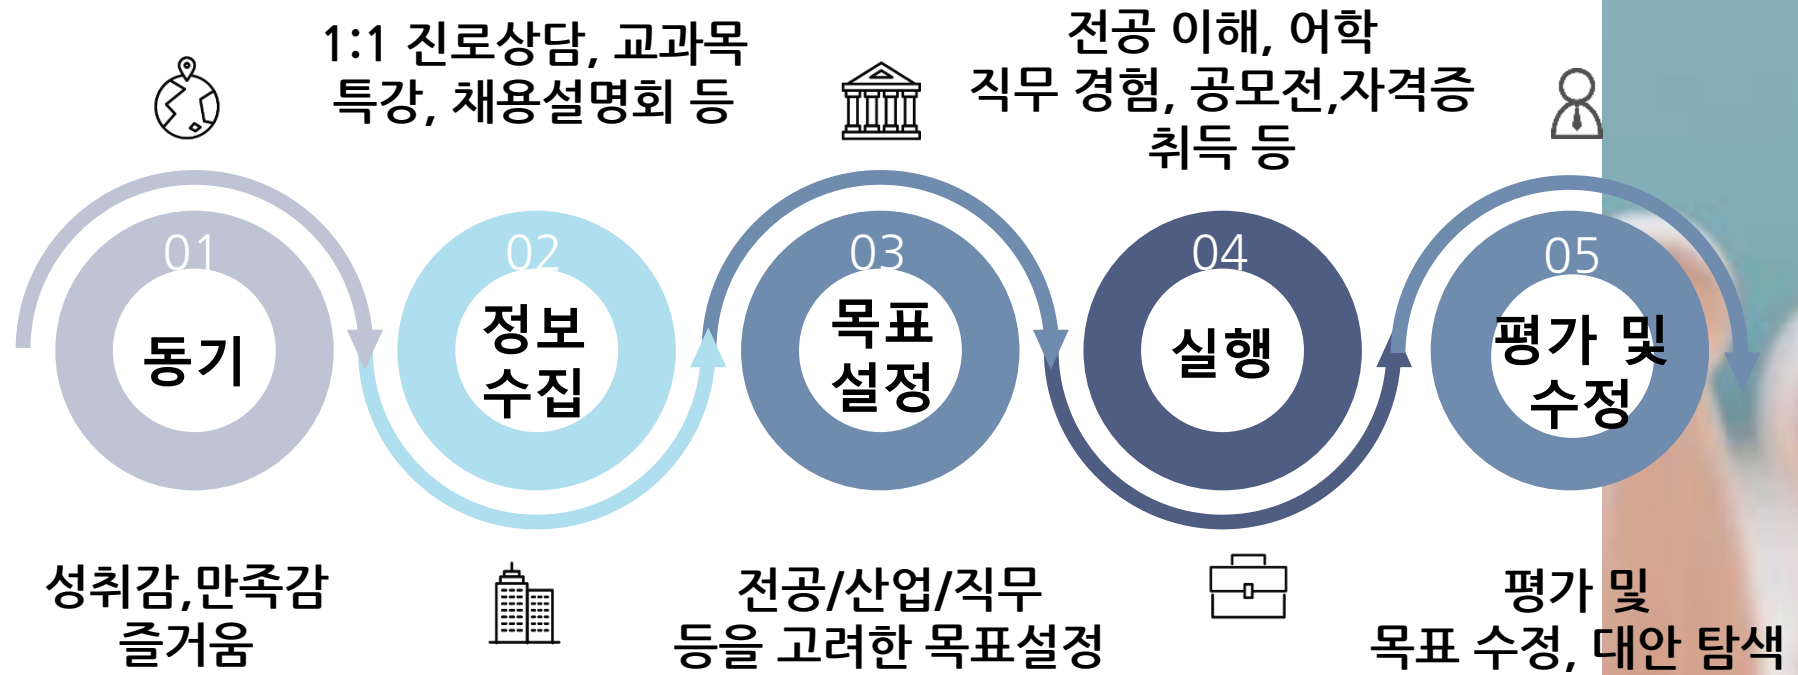 1:1 진로상담, 교과목
특강, 채용설명회 등
전공 이해, 어학
직무 경험, 공모전,자격증
취득 등
01
동기
02
정보
수집
03
목표
설정
04
실행
05
평가 및
수정
성취감,만족감
즐거움
전공/산업/직무
등을 고려한 목표설정
평가 및
목표 수정, 대안 탐색